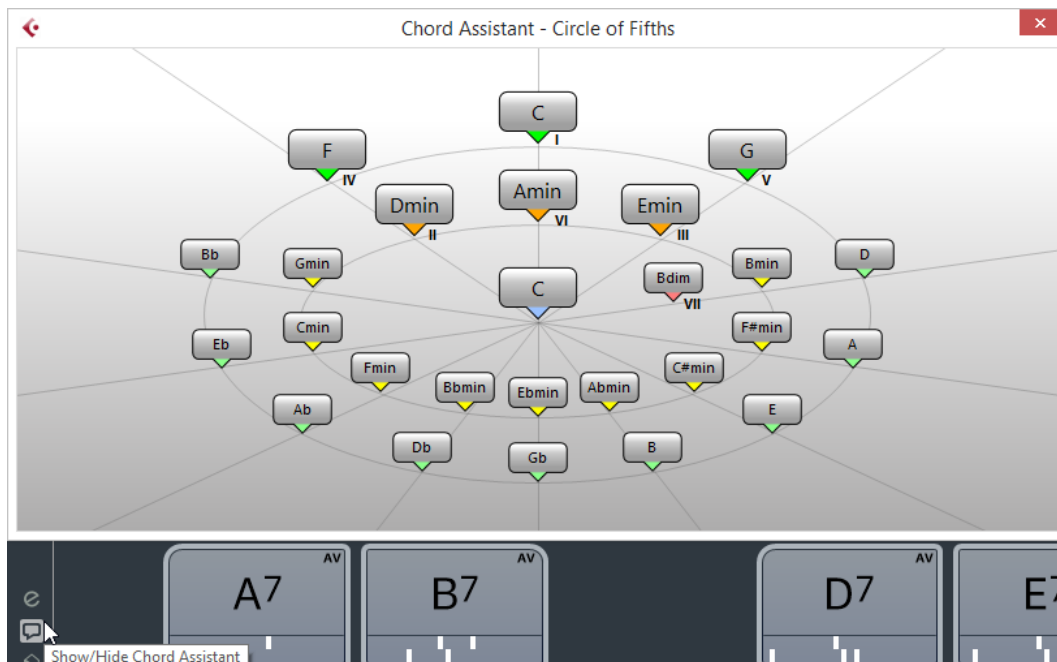 Chord Assistant - Circle of Fifths
C
I
F
IV
G
V
Dmin
II
Amin
VI
Emin
III
Bb
Gmin
Bdim
VII
Bmin
D
C
Eb
Cmin
F#min
A
Fmin
C#min
Bbmin
Ebmin
Abmin
Ab
E
Db
Gb
B
AV
A7
AV
B7
AV
D7
E7
Show/Hide Chord Assistant